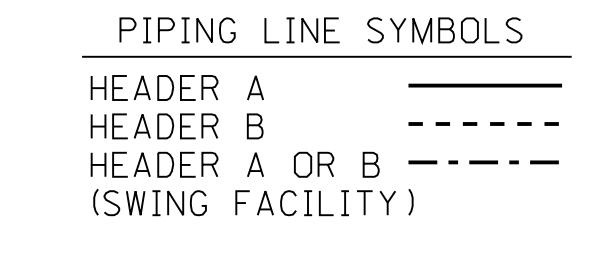 PIPING LINE SYMBOLS
HEADER A
HEADER B
HEADER A OR B
(SWING FACILITY)